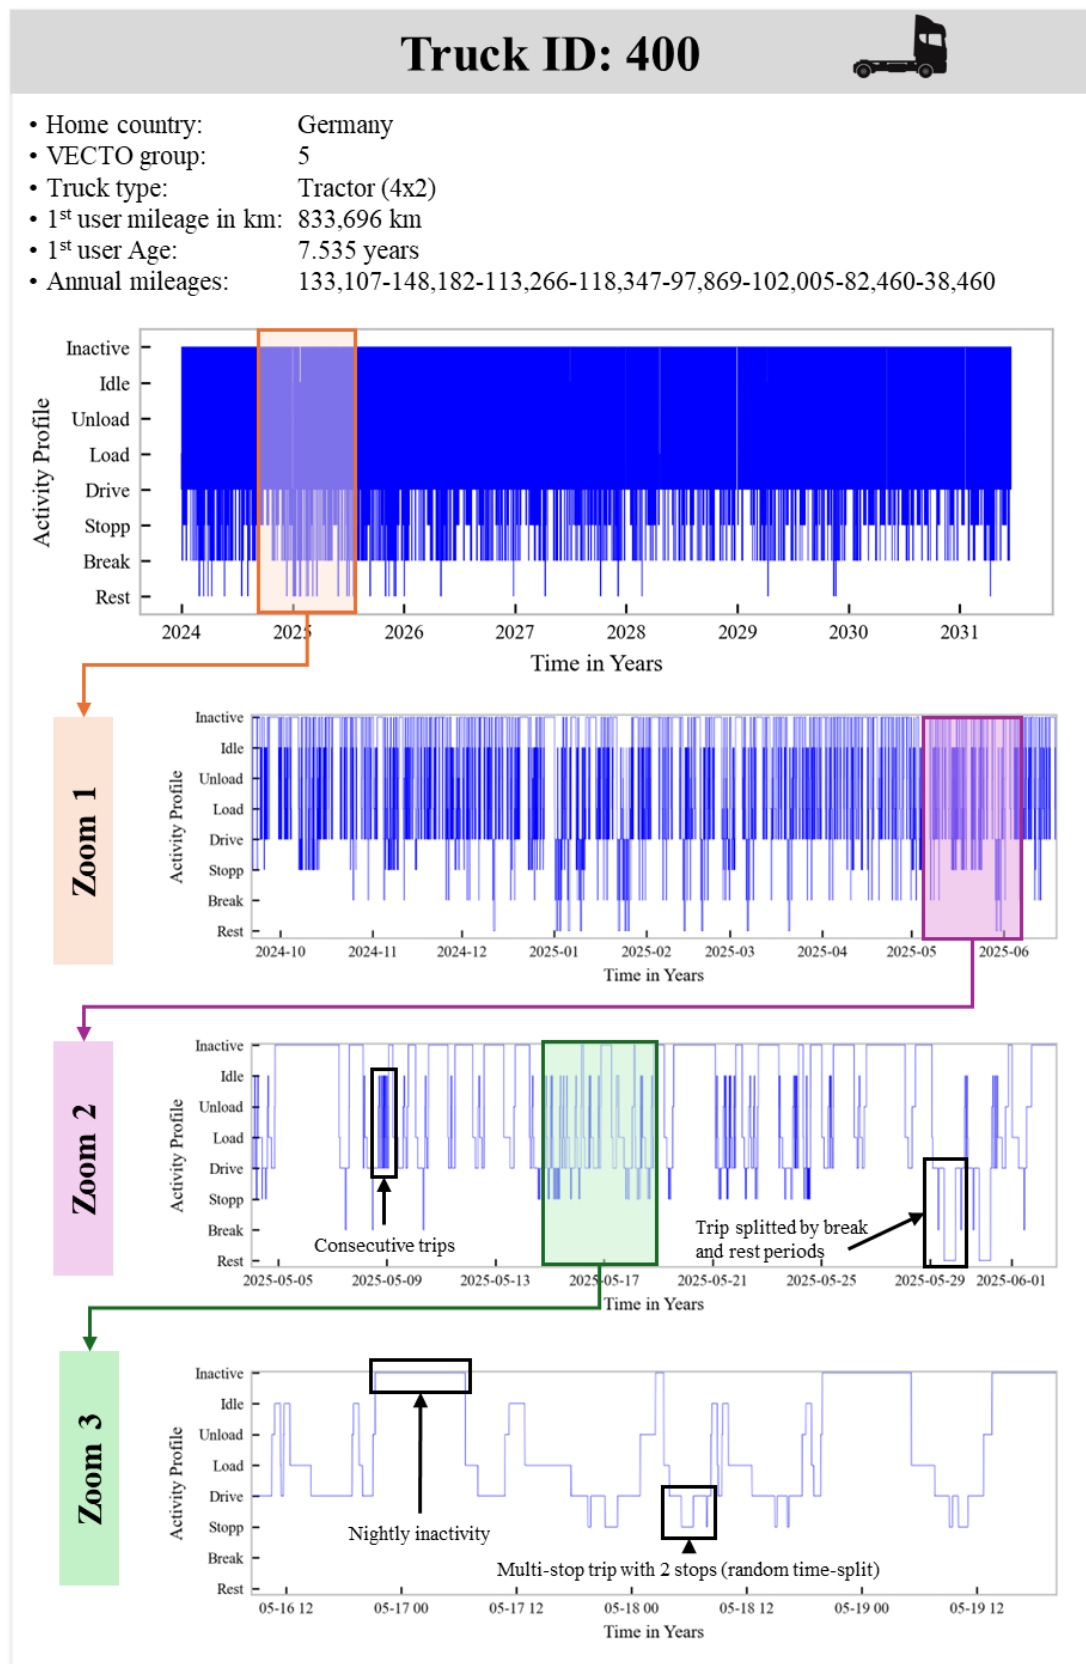 Truck ID: 400
• Home country: Germany
• VECTO group: 5
• Truck type: Tractor (4x2)
• 1st user mileage in km: 833,696 km
• 1st user Age: 7.535 years
• Annual mileages: 133,107-148,182-113,266-118,347-97,869-102,005-82,460-38,460
Activity Profile
Inactive
Idle
Unload
Load
Drive
Stopp
Break
Rest
2024 2025 2026 2027 2028 2029 2030 2031
Time in Years
Zoom 1
Activity Profile
Inactive
Idle
Unload
Load
Drive
Stopp
Break
Rest
2024-10 2024-11 2024-12 2025-01 2025-02 2025-03 2025-04 2025-05 2025-06
Time in Years
Zoom 2
Activity Profile
Inactive
Idle
Unload
Load
Drive
Stopp
Break
Rest
Consecutive trips
Trip splitted by break
and rest periods
2025-05-05 2025-05-09 2025-05-13 2025-05-17 2025-05-21 2025-05-25 2025-05-29 2025-06-01
Time in Years
Zoom 3
Activity Profile
Inactive
Idle
Unload
Load
Drive
Stopp
Break
Rest
Nightly inactivity
Multi-stop trip with 2 stops (random time-split)
05-16 12 05-17 00 05-17 12 05-18 00 05-18 12 05-19 00 05-19 12
Time in Years